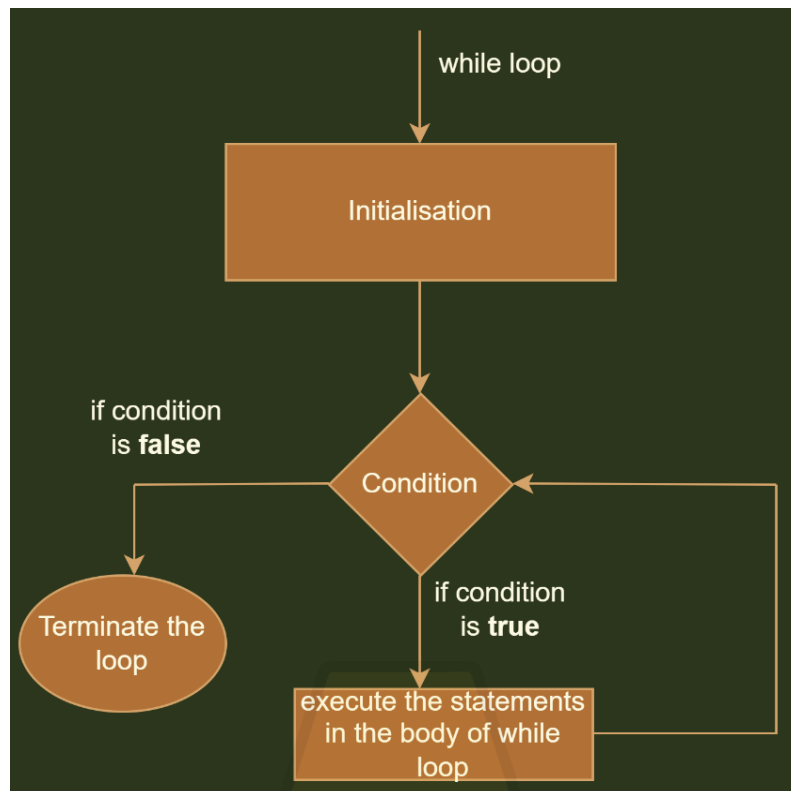 while loop
Initialisation
if condition
is false
Condition
if condition
is true
Terminate the
loop
execute the statements
in the body of while
loop